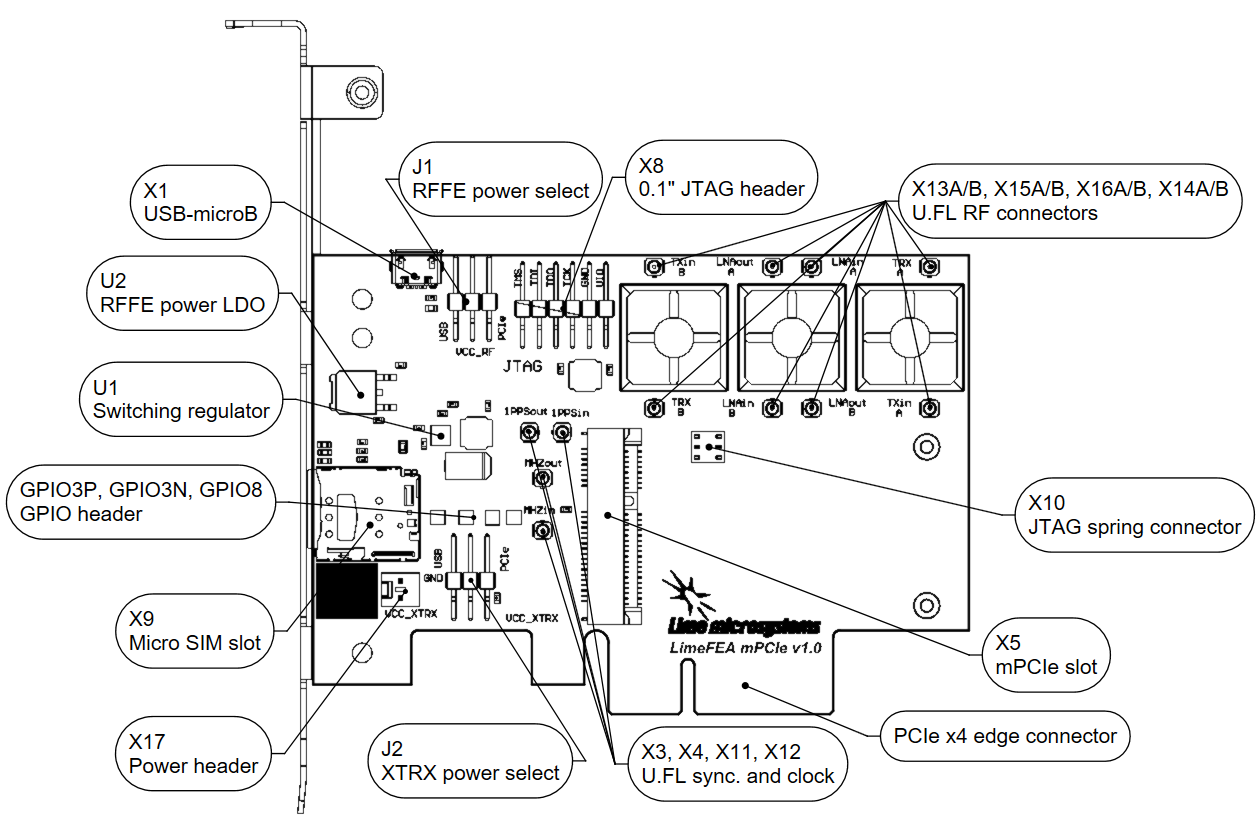 J1
RFFE power select
X8
0.1" JTAG header
X13A/B, X15A/B, X16A/B, X14A/B
U.FL RF connectors
X1
USB-microB
U2
RFFE power LDO
U1
Switching regulator
GPIO3P, GPIO3N, GPIO8
GPIO header
X9
Micro SIM slot
X17
Power header
J2
XTRX power select
X3, X4, X11, X12
U.FL sync. and clock
PCIe x4 edge connector
X5
mPCIe slot
X10
JTAG spring connector
TMS
TDI
TDO
TCK
GND
VIO
JTAG
USB
PCIe
VCC_RF
TXin
B
LNAout
A
LNAin
A
TRX
A
TRX
B
LNAin
B
LNAout
B
TXin
A
1PPSout
1PPSin
MHZout
MHZin
USB
PCIe
GND
VCC_XTRX
VCC_XTRX
Lime microsystems
LimeFEA mPCIe v1.0